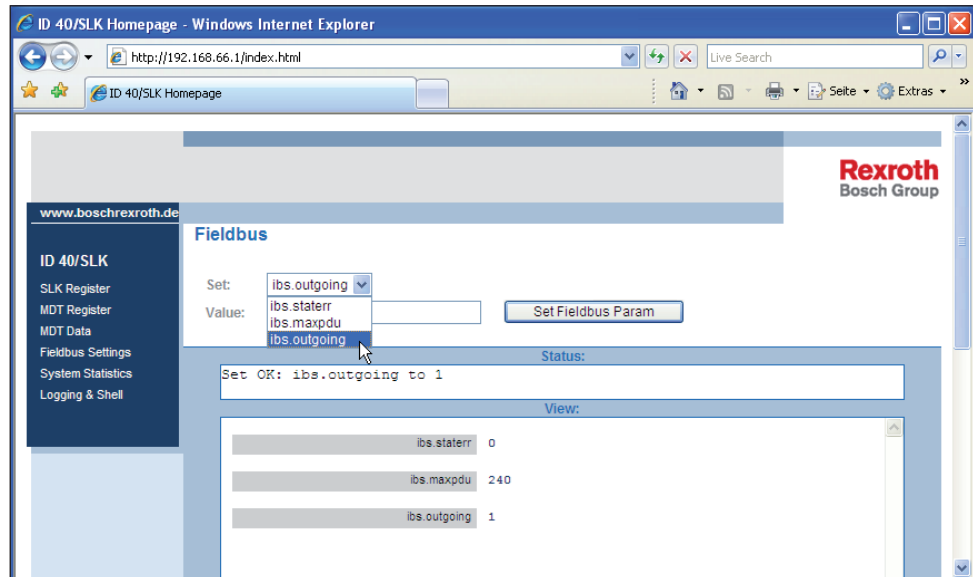 ID 40/SLK Homepage - Windows Internet Explorer
http://192.168.66.1/index.html
Live Search
ID 40/SLK Homepage
Seite
Extras
»
Rexroth
Bosch Group
www.boschrexroth.de
Fieldbus
ID 40/SLK
SLK Register
MDT Register
MDT Data
Fieldbus Settings
System Statistics
Logging & Shell
Set:
ibs.outgoing
ibs.staterr
ibs.maxpdu
ibs.outgoing
Value:
Set Fieldbus Param
Status:
Set OK: ibs.outgoing to 1
View:
ibs.staterr 0
ibs.maxpdu 240
ibs.outgoing 1